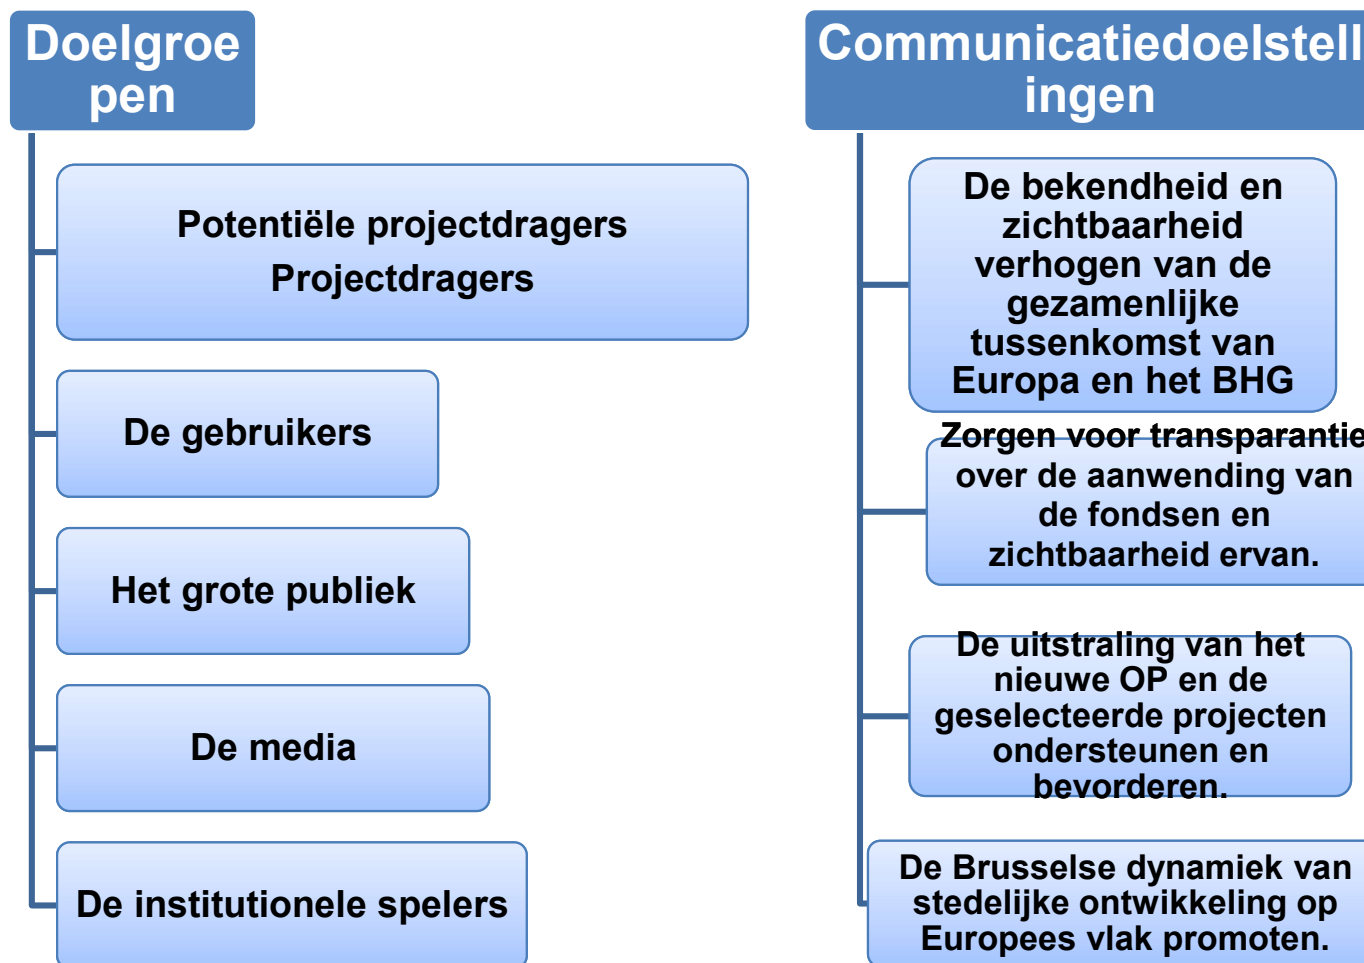 Doelgroe
pen
Potentiële projectdragers
Projectdragers
De gebruikers
Het grote publiek
De media
De institutionele spelers
Communicatiedoelstell
ingen
De bekendheid en
zichtbaarheid
verhogen van de
gezamenlijke
tussenkomst van
Europa en het BHG
Zorgen voor transparantie
over de aanwending van
de fondsen en
zichtbaarheid ervan.
De uitstraling van het
nieuwe OP en de
geselecteerde projecten
ondersteunen en
bevorderen.
De Brusselse dynamiek van
stedelijke ontwikkeling op
Europees vlak promoten.